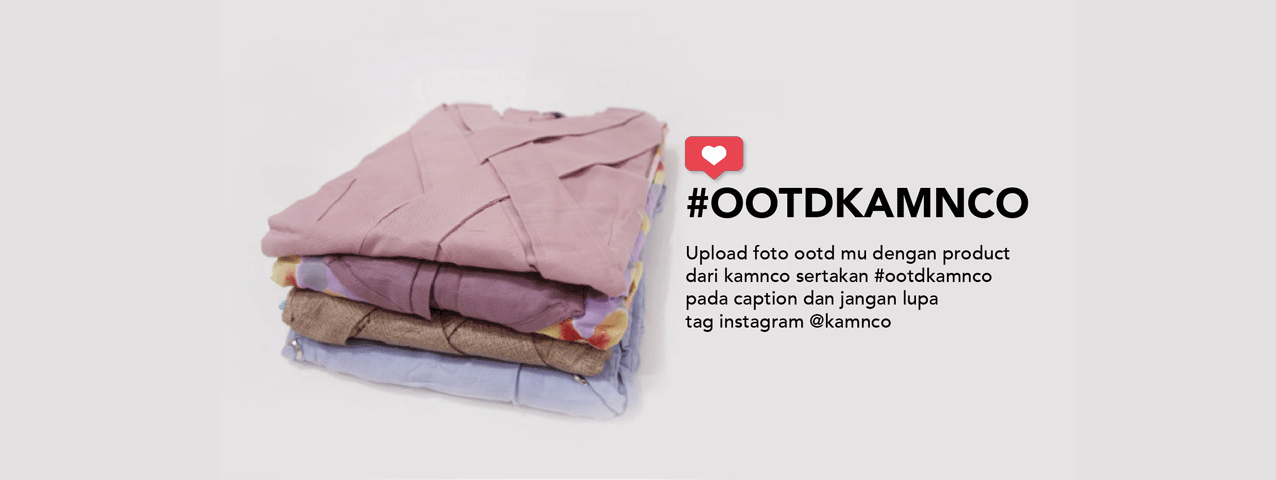 #OOTDKAMNCO
Upload foto ootd mu dengan product
dari kamnco sertakan #ootdkamnco
pada caption dan jangan lupa
tag instagram @kamnco